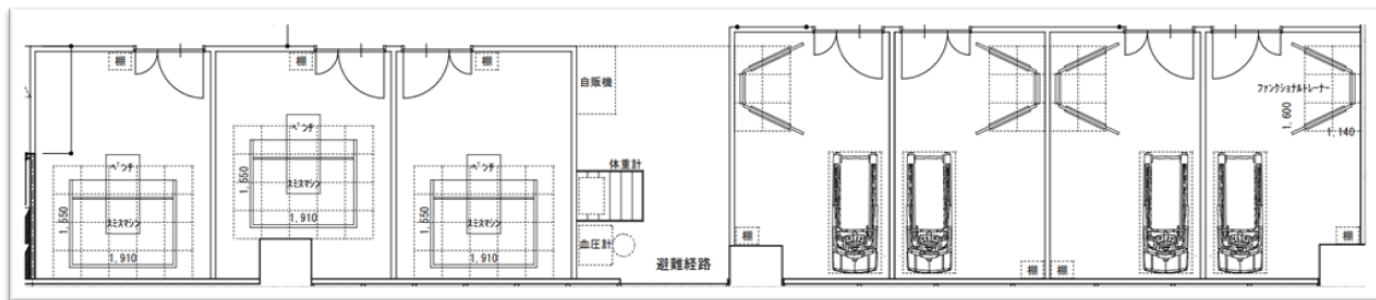 棚
棚
棚
自販機
ファンクショナルトレーナー
1,600
1,140
ベンチ
スミスマシン
1,550
1,910
ベンチ
スミスマシン
1,550
1,910
ベンチ
スミスマシン
1,550
1,910
体重計
血圧計
避難経路
棚
棚
棚
棚